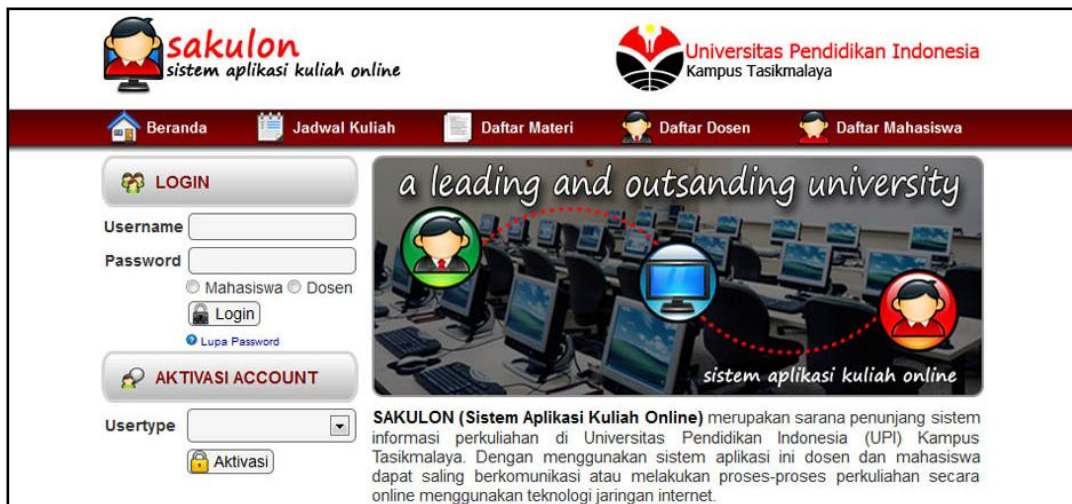 sakulon
sistem aplikasi kuliah online
Universitas Pendidikan Indonesia
Kampus Tasikmalaya
Beranda
Jadwal Kuliah
Daftar Materi
Daftar Dosen
Daftar Mahasiswa
LOGIN
Username
Password
Mahasiswa
Dosen
Login
Lupa Password
AKTIVASI ACCOUNT
Usertype
Aktivasi
a leading and outsanding university
sistem aplikasi kuliah online
SAKULON (Sistem Aplikasi Kuliah Online) merupakan sarana penunjang sistem
informasi perkuliahan di Universitas Pendidikan Indonesia (UPI) Kampus
Tasikmalaya. Dengan menggunakan sistem aplikasi ini dosen dan mahasiswa
dapat saling berkomunikasi atau melakukan proses-proses perkuliahan secara
online menggunakan teknologi jaringan internet.